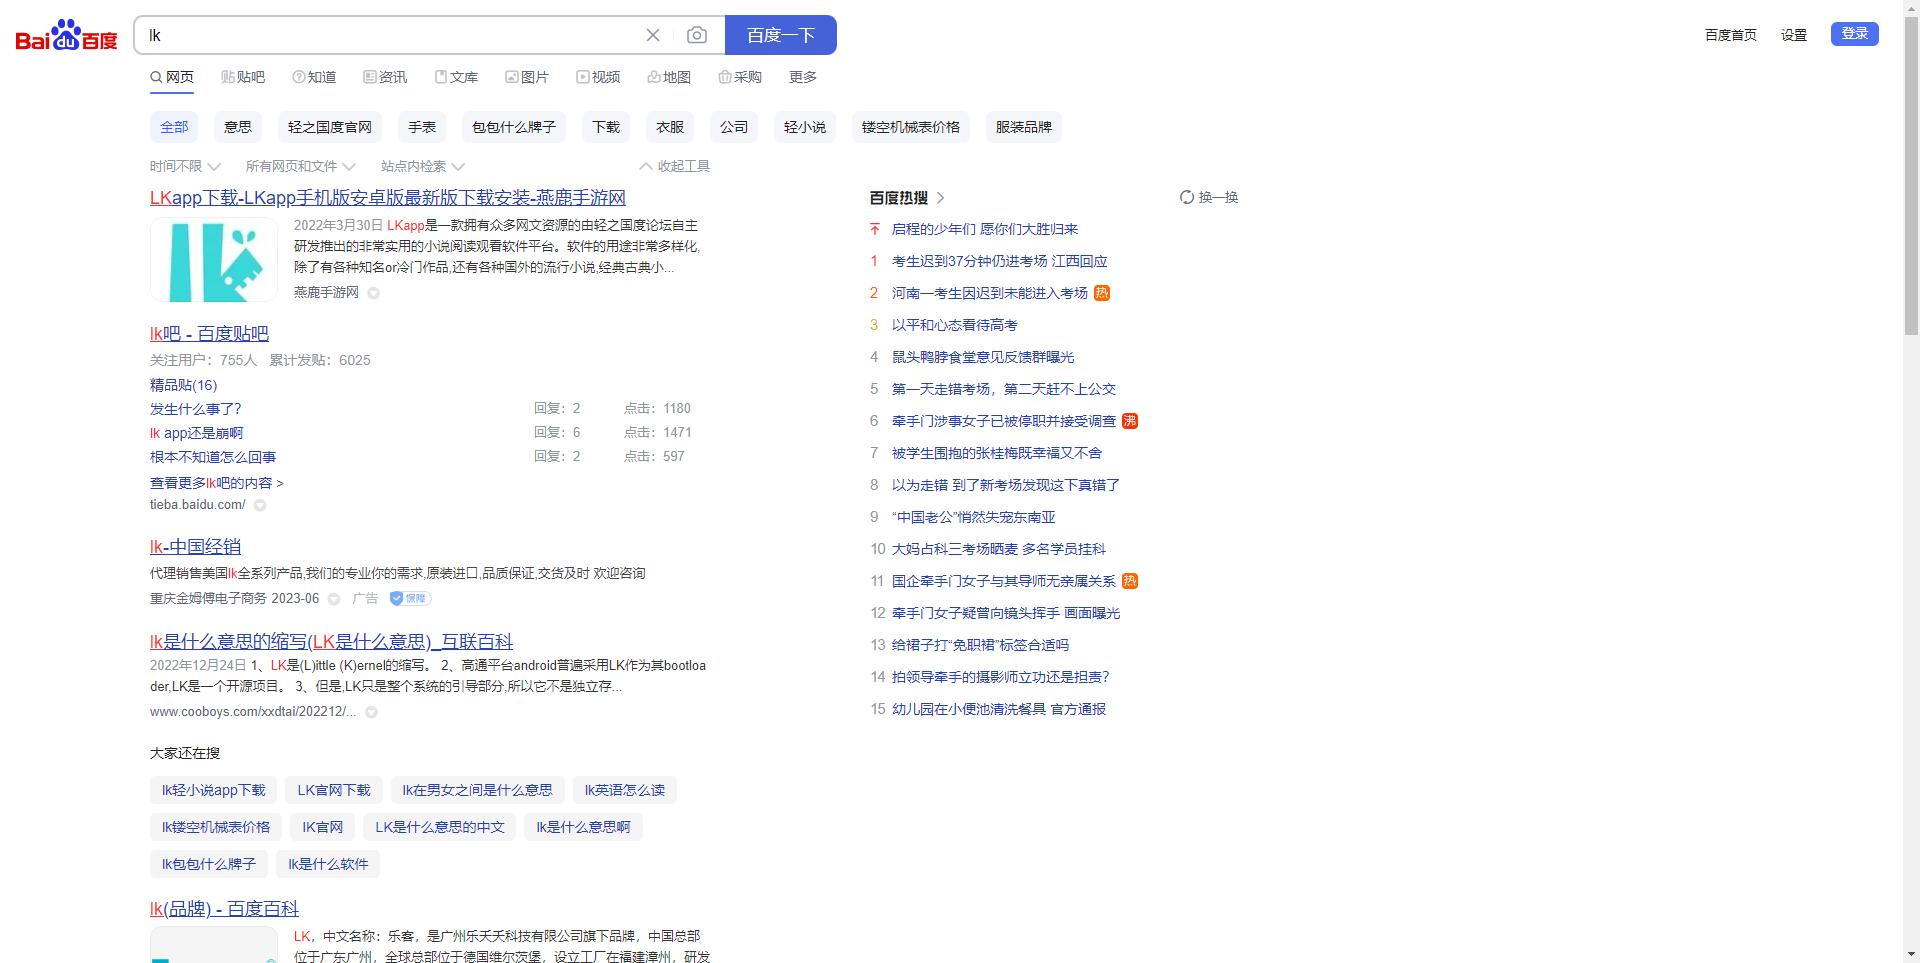 Bai du 百度
lk
百度一下
百度首页 设置 登录
网页 贴吧 知道 资讯 文库 图片 视频 地图 采购 更多
全部 意思 轻之国度官网 手表 包包什么牌子 下载 衣服 公司 轻小说 镂空机械表价格 服装品牌
时间不限 所有网页和文件 站点内检索 收起工具
LKapp下载-LKapp手机版安卓版最新版下载安装-燕鹿手游网
2022年3月30日 LKapp是一款拥有众多网文资源的由轻之国度论坛自主
研发推出的非常实用的小说阅读观看软件平台。软件的用途非常多样化,
除了有各种知名or冷门作品,还有各种国外的流行小说,经典古典小...
燕鹿手游网
lk吧 - 百度贴吧
关注用户：755人 累计发贴：6025
精品贴(16)
发生什么事了? 回复：2 点击：1180
lk app还是崩啊 回复：6 点击：1471
根本不知道怎么回事 回复：2 点击：597
查看更多lk吧的内容 >
tieba.baidu.com/
lk-中国经销
代理销售美国lk全系列产品,我们的专业你的需求,原装进口,品质保证,交货及时 欢迎咨询
重庆金姆傅电子商务 2023-06 广告 保障
lk是什么意思的缩写(LK是什么意思)_互联百科
2022年12月24日 1、LK是(L)ittle (K)ernel的缩写。 2、高通平台android普遍采用LK作为其bootloa
der,LK是一个开源项目。 3、但是,LK只是整个系统的引导部分,所以它不是独立存...
www.cooboys.com/xxdtai/202212/...
大家还在搜
lk轻小说app下载 LK官网下载 lk在男女之间是什么意思 lk英语怎么读
lk镂空机械表价格 lK官网 LK是什么意思的中文 lk是什么意思啊
lk包包什么牌子 lk是什么软件
lk(品牌) - 百度百科
LK，中文名称：乐客，是广州乐天天科技有限公司旗下品牌，中国总部
位于广东广州，全球总部位于德国维尔茨堡，设立工厂在福建漳州，研发
百度热搜 换一换
启程的少年们 愿你们大胜归来
1 考生迟到37分钟仍进考场 江西回应
2 河南一考生因迟到未能进入考场 热
3 以平和心态看待高考
4 鼠头鸭脖食堂意见反馈群曝光
5 第一天走错考场，第二天赶不上公交
6 牵手门涉事女子已被停职并接受调查 沸
7 被学生围抱的张桂梅既幸福又不舍
8 以为走错 到了新考场发现这下真错了
9 “中国老公”悄然失宠东南亚
10 大妈占科三考场晒麦 多名学员挂科
11 国企牵手门女子与其导师无亲属关系 热
12 牵手门女子疑曾向镜头挥手 画面曝光
13 给裙子打“免职裙”标签合适吗
14 拍领导牵手的摄影师立功还是担责?
15 幼儿园在小便池清洗餐具 官方通报